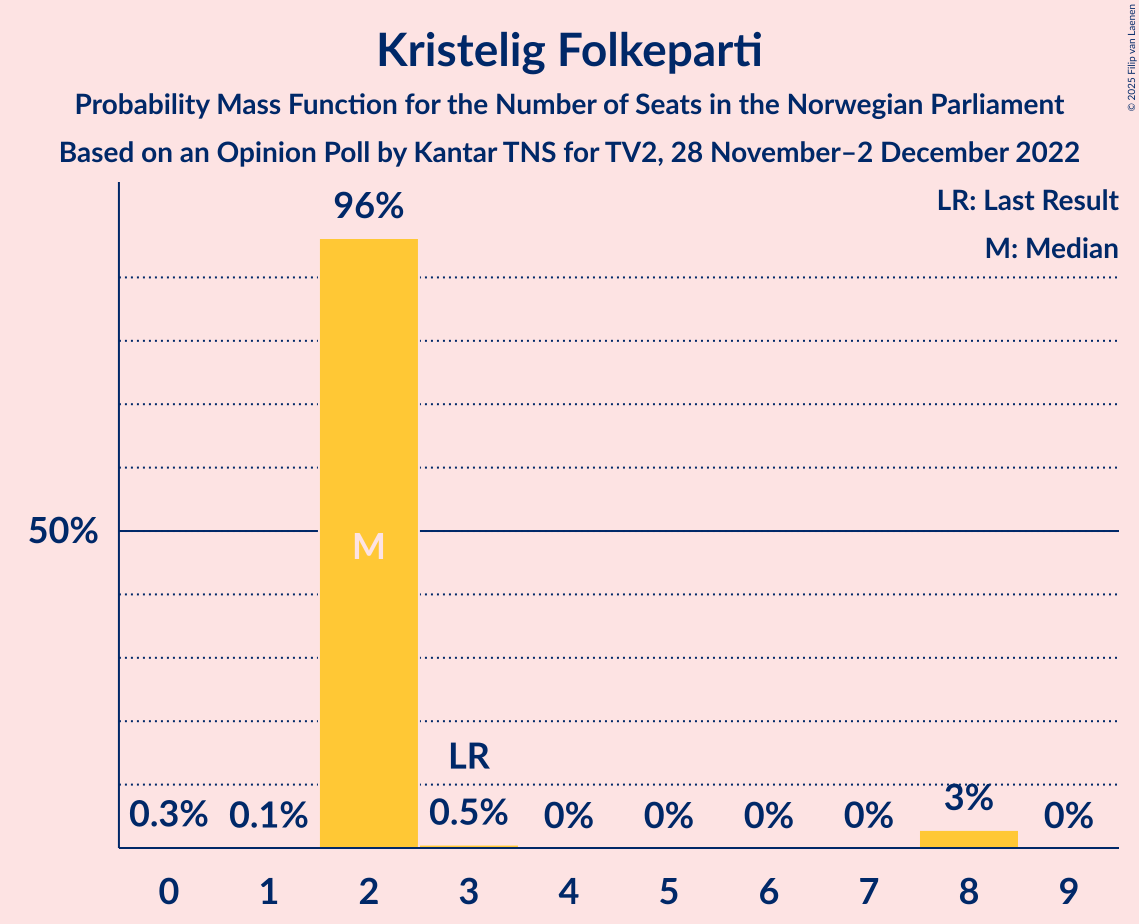 Kristelig Folkeparti
Probability Mass Function for the Number of Seats in the Norwegian Parliament
Based on an Opinion Poll by Kantar TNS for TV2, 28 November–2 December 2022
© 2025 Filip van Laenen
LR: Last Result
M: Median
96%
50%
M
LR
0.3% 0.1% 0.5% 0% 0% 0% 0% 3% 0%
0 1 2 3 4 5 6 7 8 9